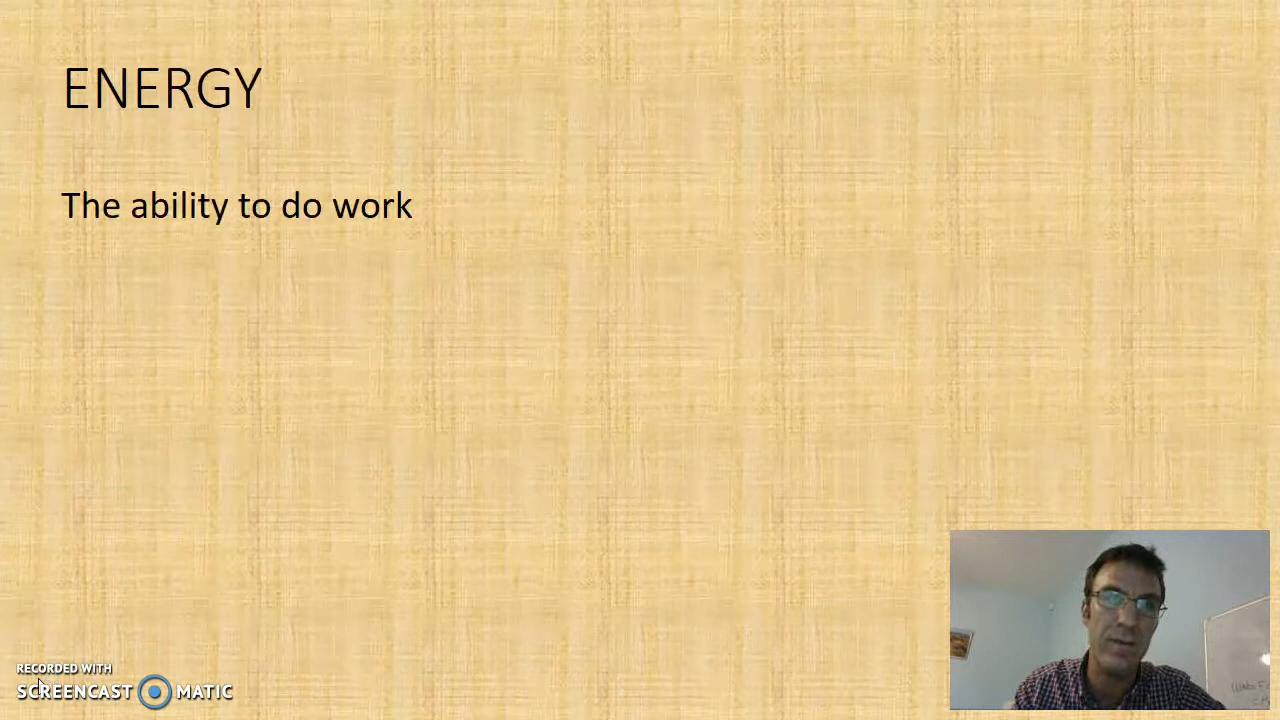 ENERGY
The ability to do work
RECORDED WITH
SCREENCAST MATIC